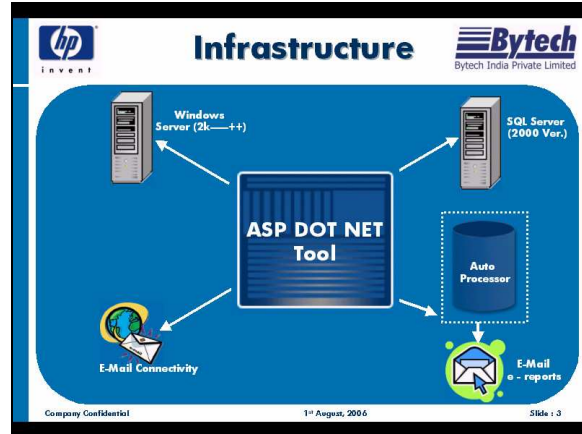 hp
invent
Infrastructure
Bytech
Bytech India Private Limited
Windows
Server (2k—++)
SQL Server
(2000 Ver.)
ASP DOT NET
Tool
Auto
Processor
E-Mail Connectivity
E-Mail
e - reports
Company Confidential
1st August, 2006
Slide : 3